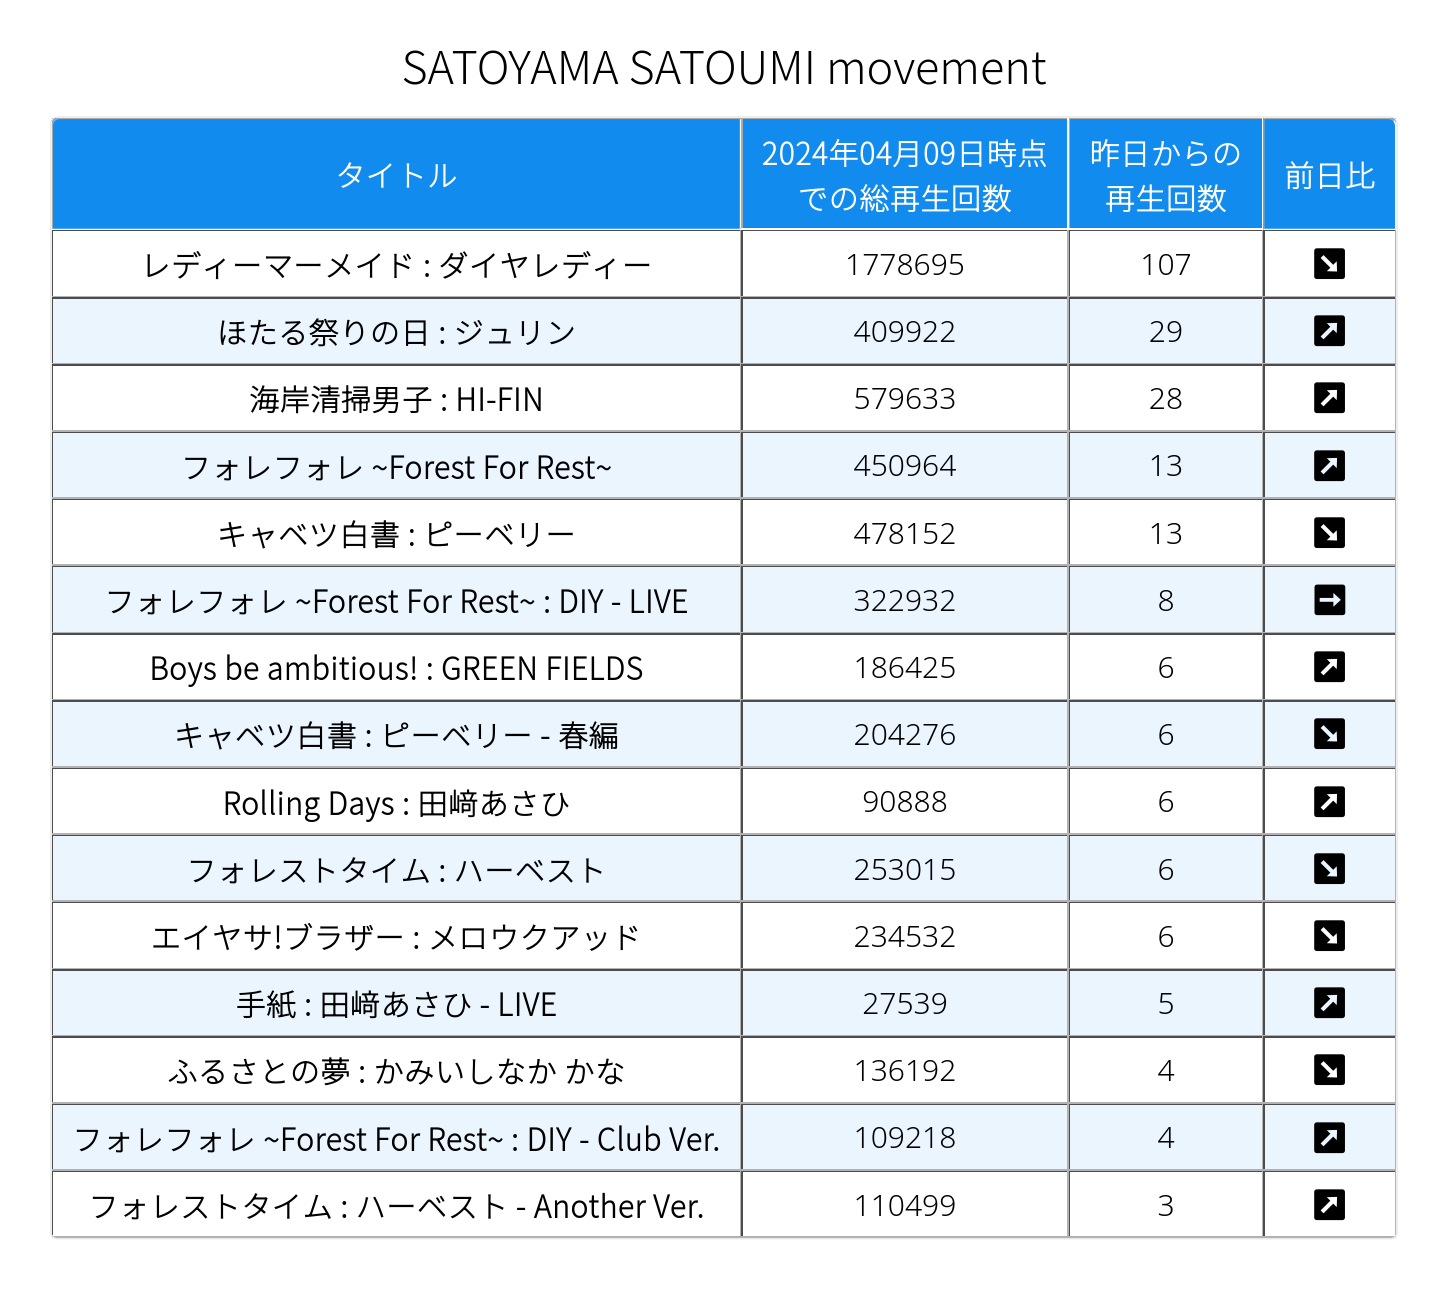 SATOYAMA SATOUMI movement
タイトル 2024年04月09日時点での総再生回数 昨日からの再生回数 前日比
レディーマーメイド : ダイヤレディー 1778695 107 ↘
ほたる祭りの日 : ジュリン 409922 29 ↗
海岸清掃男子 : HI-FIN 579633 28 ↗
フォレフォレ ~Forest For Rest~ 450964 13 ↗
キャベツ白書 : ピーベリー 478152 13 ↘
フォレフォレ ~Forest For Rest~ : DIY - LIVE 322932 8 →
Boys be ambitious! : GREEN FIELDS 186425 6 ↗
キャベツ白書 : ピーベリー - 春編 204276 6 ↘
Rolling Days : 田﨑あさひ 90888 6 ↗
フォレストタイム : ハーベスト 253015 6 ↘
エイヤサ!ブラザー : メロウクアッド 234532 6 ↘
手紙 : 田﨑あさひ - LIVE 27539 5 ↗
ふるさとの夢 : かみいしなか かな 136192 4 ↘
フォレフォレ ~Forest For Rest~ : DIY - Club Ver. 109218 4 ↗
フォレストタイム : ハーベスト - Another Ver. 110499 3 ↗